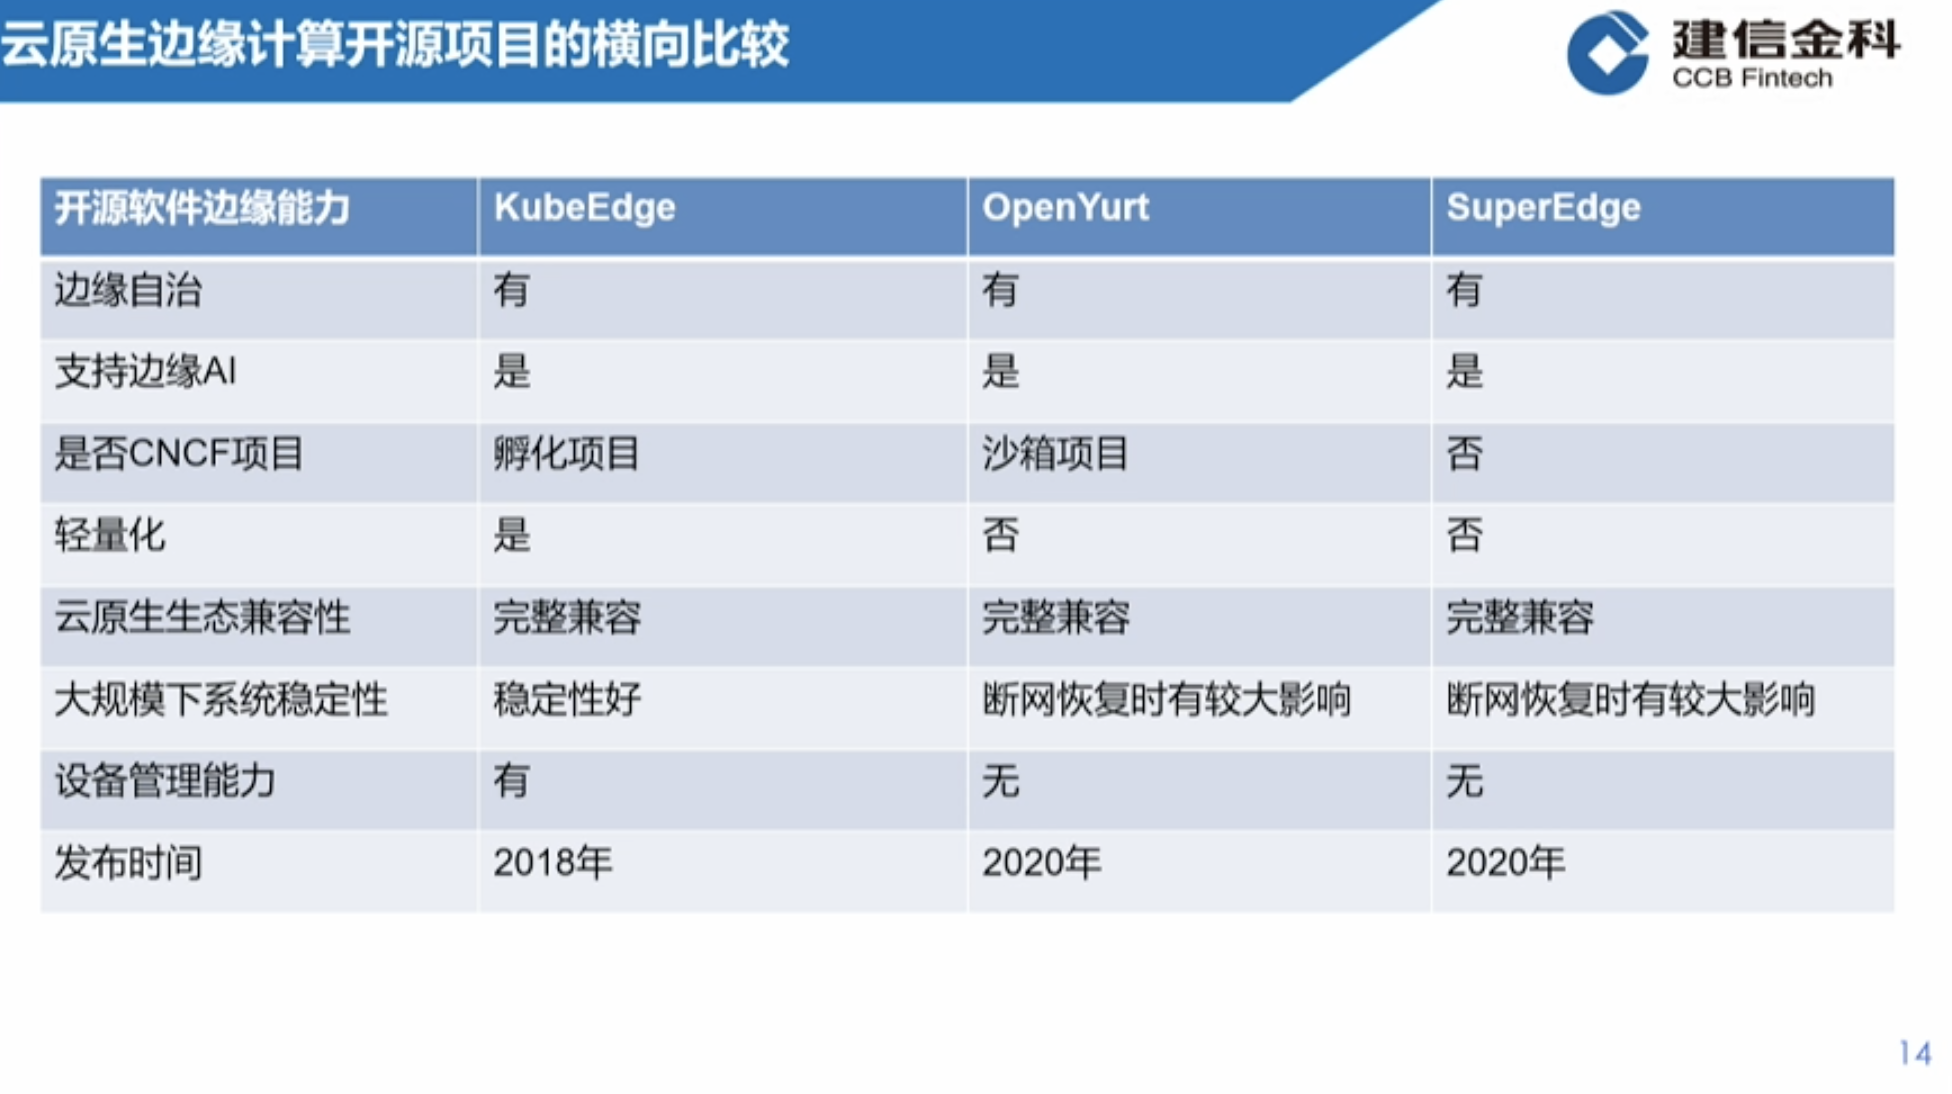 云原生边缘计算开源项目的横向比较
建信金科
CCB Fintech
开源软件边缘能力 KubeEdge OpenYurt SuperEdge
边缘自治 有 有 有
支持边缘AI 是 是 是
是否CNCF项目 孵化项目 沙箱项目 否
轻量化 是 否 否
云原生生态兼容性 完整兼容 完整兼容 完整兼容
大规模下系统稳定性 稳定性好 断网恢复时有较大影响 断网恢复时有较大影响
设备管理能力 有 无 无
发布时间 2018年 2020年 2020年
14